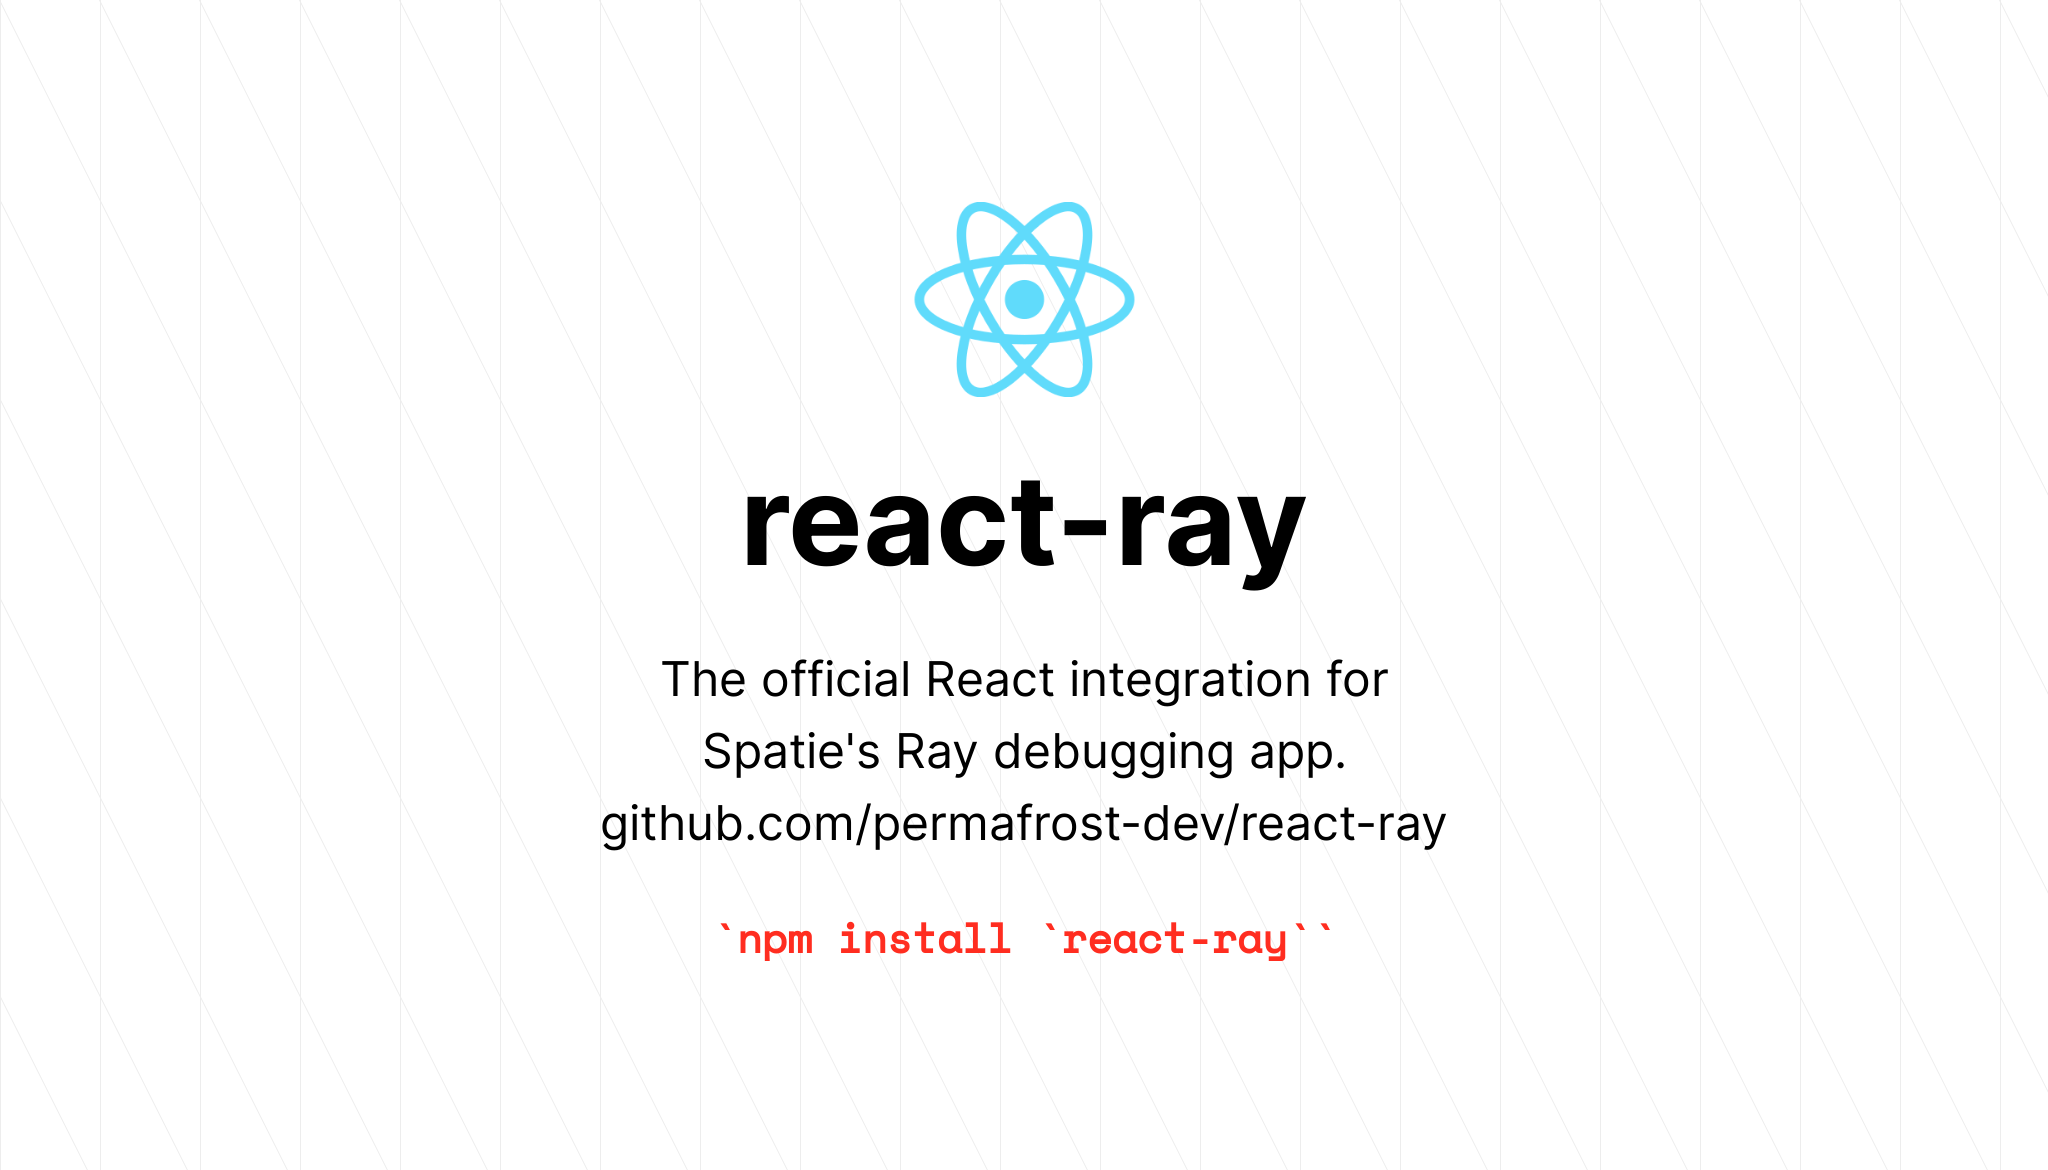 react-ray
The official React integration for
Spatie's Ray debugging app.
github.com/permafrost-dev/react-ray
`npm install `react-ray``